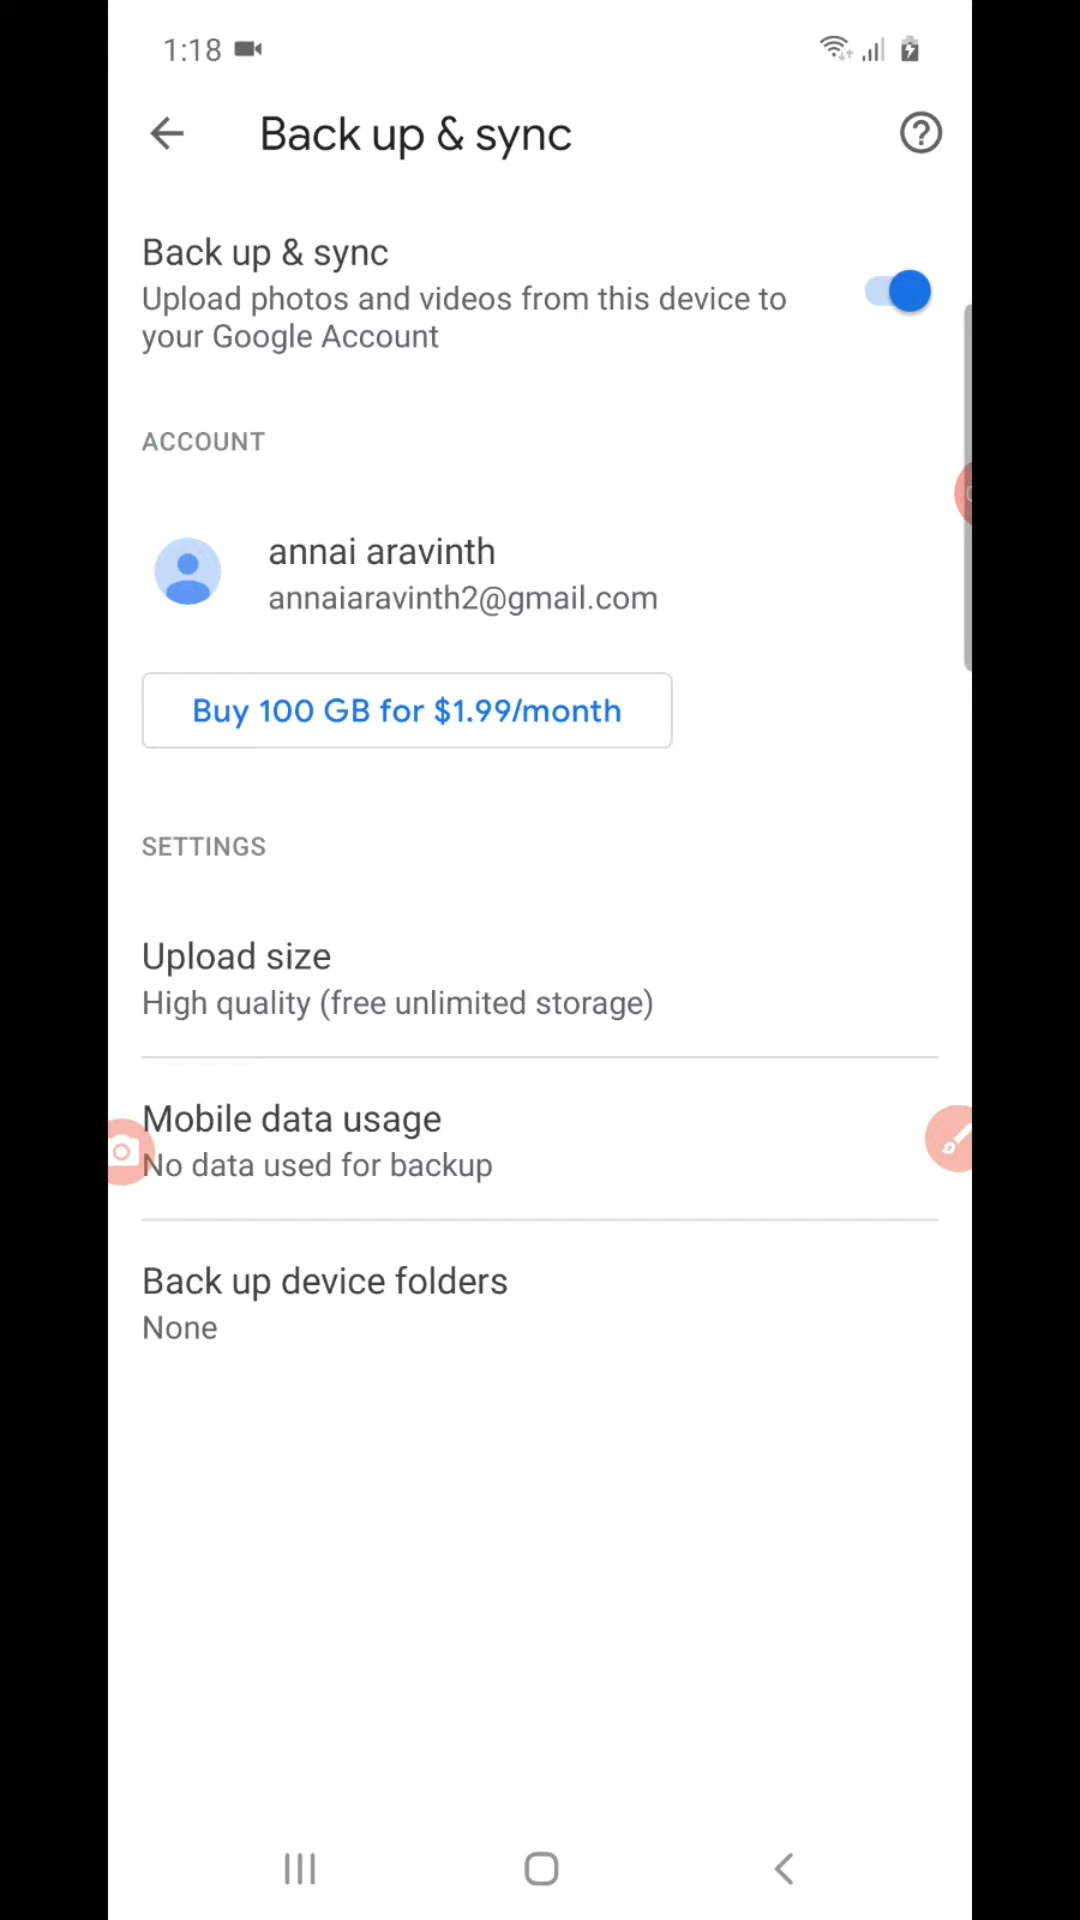 1:18
Back up & sync
Back up & sync
Upload photos and videos from this device to
your Google Account
ACCOUNT
annai aravinth
annaiaravinth2@gmail.com
Buy 100 GB for $1.99/month
SETTINGS
Upload size
High quality (free unlimited storage)
Mobile data usage
No data used for backup
Back up device folders
None